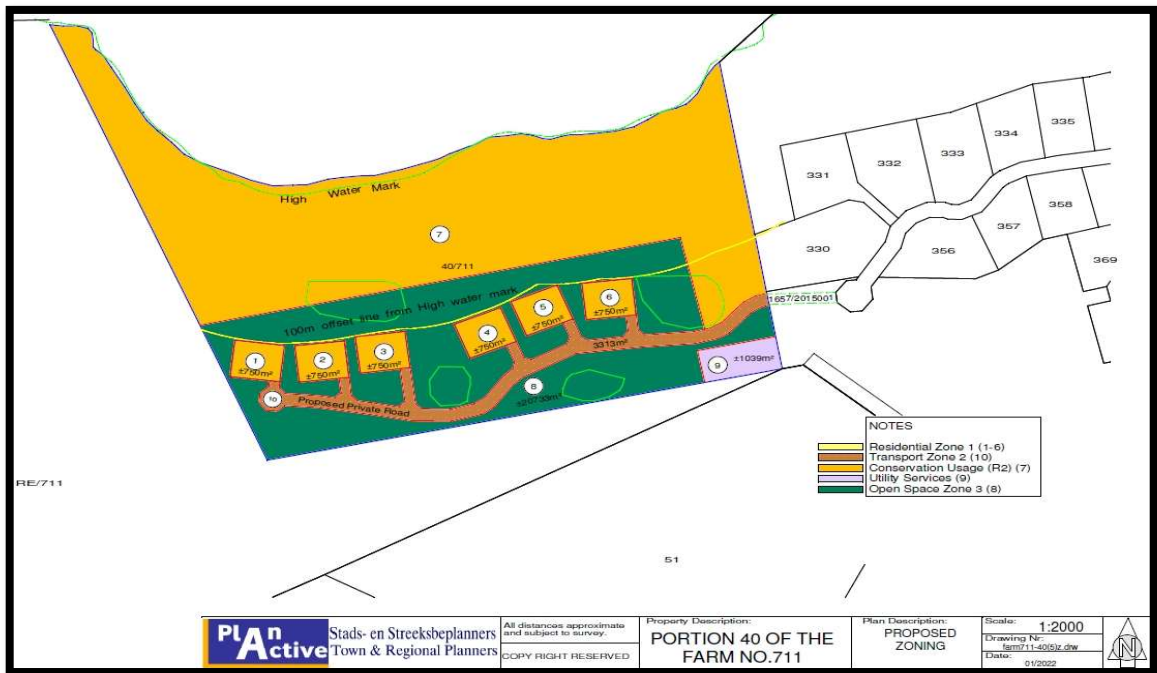 High Water Mark
7
40/711
100m offset line from High water mark
1
±750m²
2
±750m²
3
±750m²
4
±750m²
5
±750m²
6
±750m²
3313m²
10
Proposed Private Road
8
±20733m²
9
±1039m²
1657/2015001
330
331
332
333
334
335
356
357
358
369
RE/711
51
NOTES
Residential Zone 1 (1-6)
Transport Zone 2 (10)
Conservation Usage (R2) (7)
Utility Services (9)
Open Space Zone 3 (8)
PlAn
Active
Stads- en Streeksbeplanners
Town & Regional Planners
All distances approximate
and subject to survey.
COPY RIGHT RESERVED
Property Description:
PORTION 40 OF THE
FARM NO.711
Plan Description:
PROPOSED
ZONING
Scale: 1:2000
Drawing Nr:
farm711-40(5)z.drw
Date:
01/2022
N